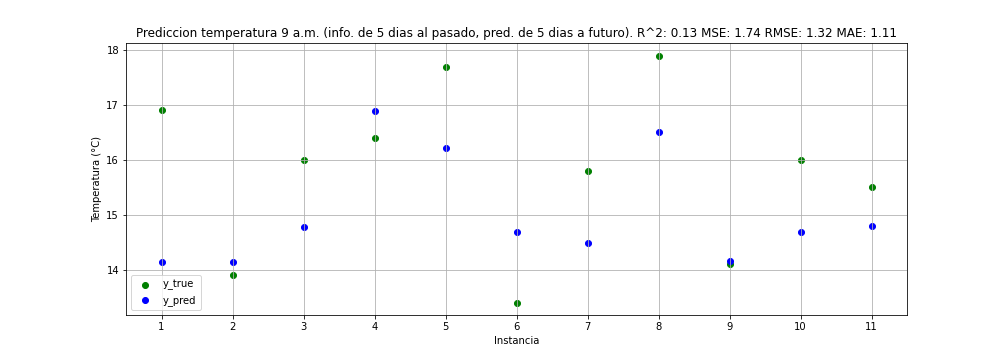 Prediccion temperatura 9 a.m. (info. de 5 dias al pasado, pred. de 5 dias a futuro). R^2: 0.13 MSE: 1.74 RMSE: 1.32 MAE: 1.11
18
17
16
15
14
Temperatura (°C)
y_true
y_pred
1 2 3 4 5 6 7 8 9 10 11
Instancia